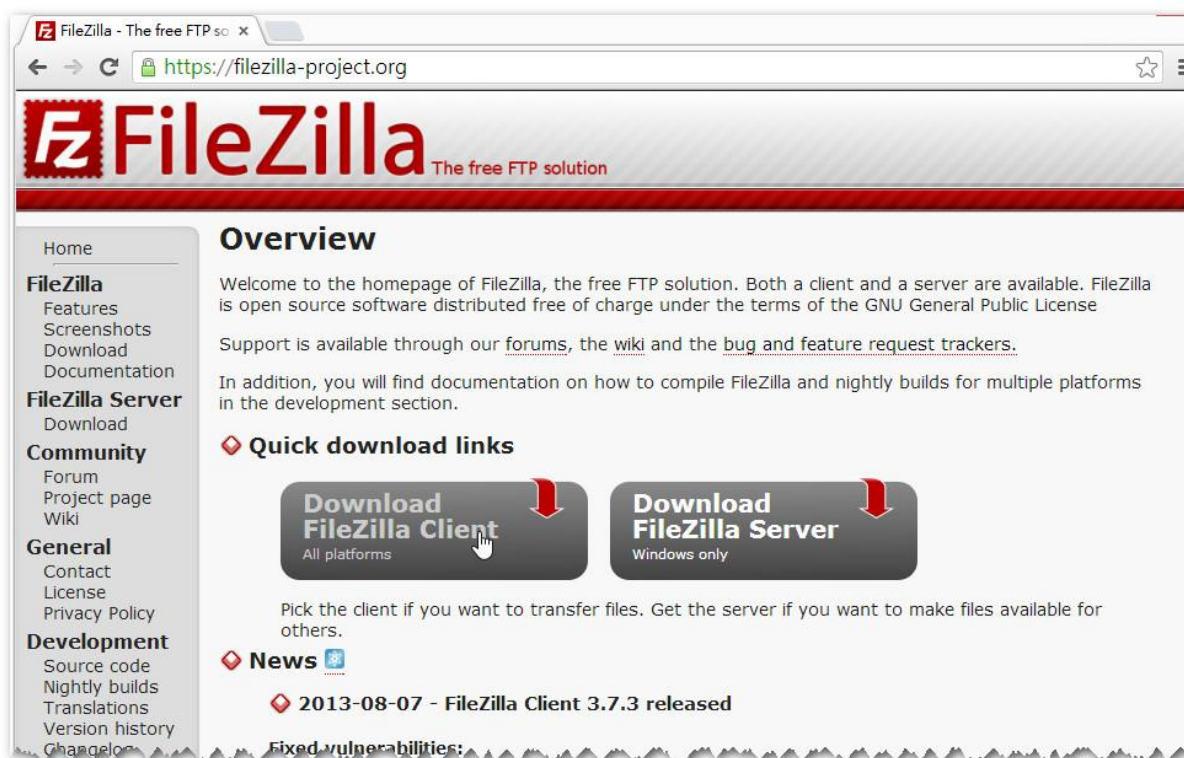 FileZilla - The free FTP so
https://filezilla-project.org
Fz FileZilla The free FTP solution
Home
FileZilla
Features
Screenshots
Download
Documentation
FileZilla Server
Download
Community
Forum
Project page
Wiki
General
Contact
License
Privacy Policy
Development
Source code
Nightly builds
Translations
Version history
Changelog
Overview
Welcome to the homepage of FileZilla, the free FTP solution. Both a client and a server are available. FileZilla
is open source software distributed free of charge under the terms of the GNU General Public License
Support is available through our forums, the wiki and the bug and feature request trackers.
In addition, you will find documentation on how to compile FileZilla and nightly builds for multiple platforms
in the development section.
Quick download links
Download
FileZilla Client
All platforms
Download
FileZilla Server
Windows only
Pick the client if you want to transfer files. Get the server if you want to make files available for
others.
News
2013-08-07 - FileZilla Client 3.7.3 released
Fixed vulnerabilities: